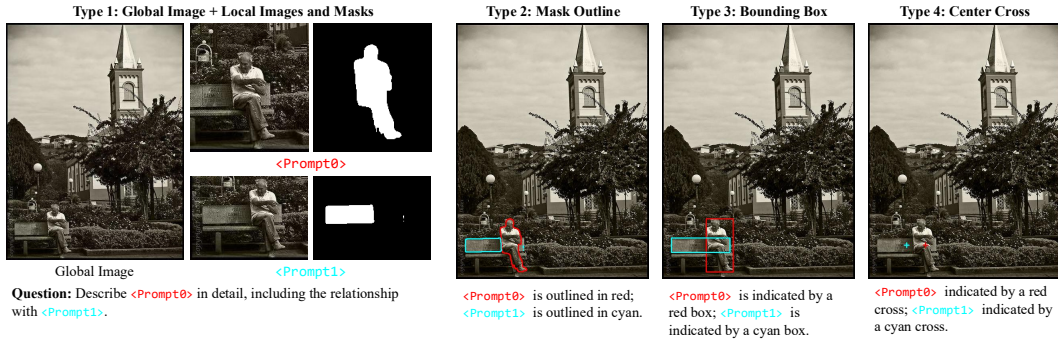 Type 1: Global Image + Local Images and Masks
<Prompt0>
<Prompt1>
Global Image
Question: Describe <Prompt0> in detail, including the relationship
with <Prompt1>.
Type 2: Mask Outline
<Prompt0> is outlined in red;
<Prompt1> is outlined in cyan.
Type 3: Bounding Box
<Prompt0> is indicated by a
red box; <Prompt1> is
indicated by a cyan box.
Type 4: Center Cross
<Prompt0> indicated by a red
cross; <Prompt1> indicated by
a cyan cross.